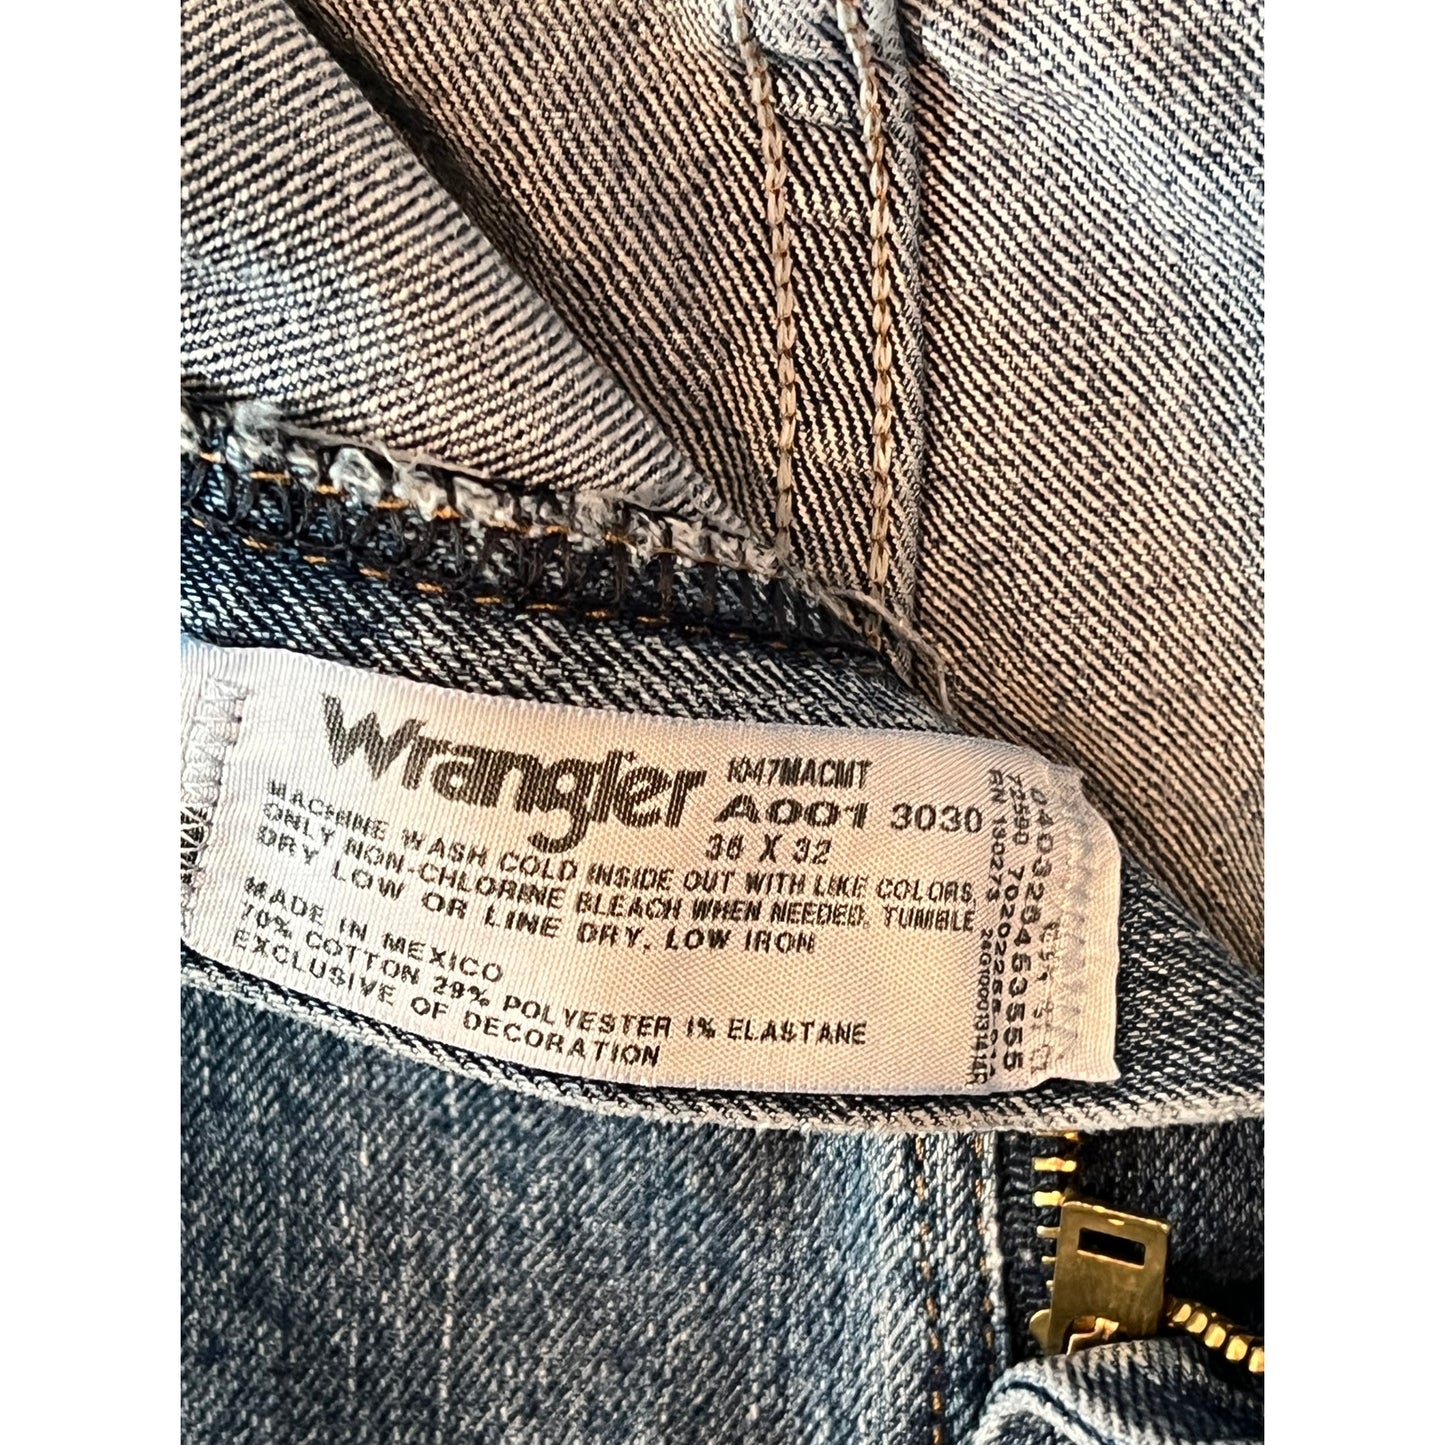 Wrangler
A001 3030
X 32
MACHINE WASH COLD INSIDE OUT WITH LIKE COLORS
ONLY NON-CHLORINE BLEACH WHEN NEEDED. TUMBLE
DRY LOW OR LINE DRY. LOW IRON
MADE IN MEXICO
70% COTTON 29% POLYESTER 1% ELASTANE
EXCLUSIVE OF DECORATION
RN 130273